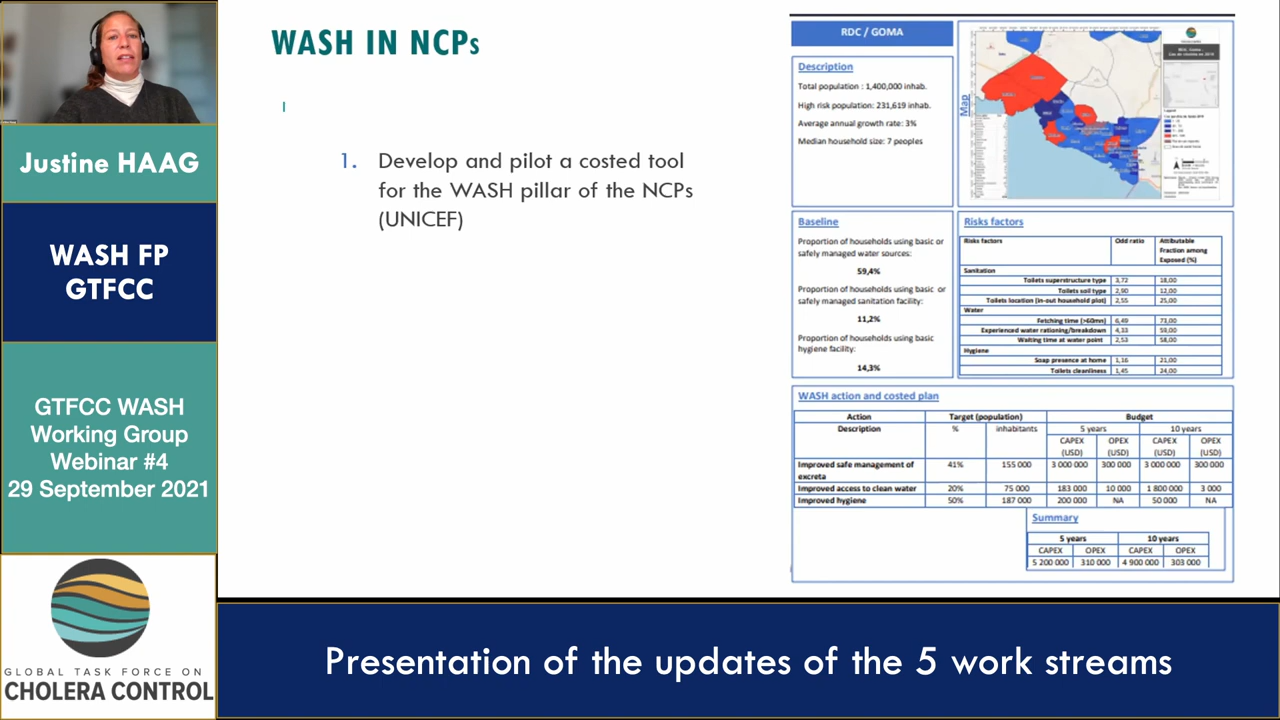 WASH IN NCPs
1. Develop and pilot a costed tool
for the WASH pillar of the NCPs
(UNICEF)
Justine HAAG
WASH FP
GTFCC
GTFCC WASH
Working Group
Webinar #4
29 September 2021
GLOBAL TASK FORCE ON
CHOLERA CONTROL
RDC / GOMA
Description
Total population : 1,400,000 inhab.
High risk population: 231,619 inhab.
Average annual growth rate: 3%
Median household size: 7 peoples
Map
Baseline
Proportion of households using basic or
safely managed water sources:
59,4%
Proportion of households using basic or
safely managed sanitation facility:
11,2%
Proportion of households using basic
hygiene facility:
14,3%
Risks factors
Risks factors Odd ratio Attibutable
Fraction among
Exposed (%)
Sanitation
Toilets superstructure type 3,72 18,00
Toilets soil type 2,90 12,00
Toilets location (in-out household plot) 2,55 25,00
Water
Fetching time (>60mn) 6,49 73,00
Experienced water rationing/breakdown 4,33 59,00
Waiting time at water point 2,53 58,00
Hygiene
Soap presence at home 1,16 21,00
Toilets cleanliness 1,45 24,00
WASH action and costed plan
Action Target (population) Budget
Description % inhabitants 5 years 10 years
CAPEX (USD) OPEX (USD) CAPEX (USD) OPEX (USD)
Improved safe management of
excreta 41% 155 000 3 000 000 300 000 3 000 000 300 000
Improved access to clean water 20% 75 000 183 000 10 000 1 800 000 3 000
Improved hygiene 50% 187 000 200 000 NA 50 000 NA
Summary
5 years 10 years
CAPEX OPEX CAPEX OPEX
5 200 000 310 000 4 900 000 303 000
Presentation of the updates of the 5 work streams